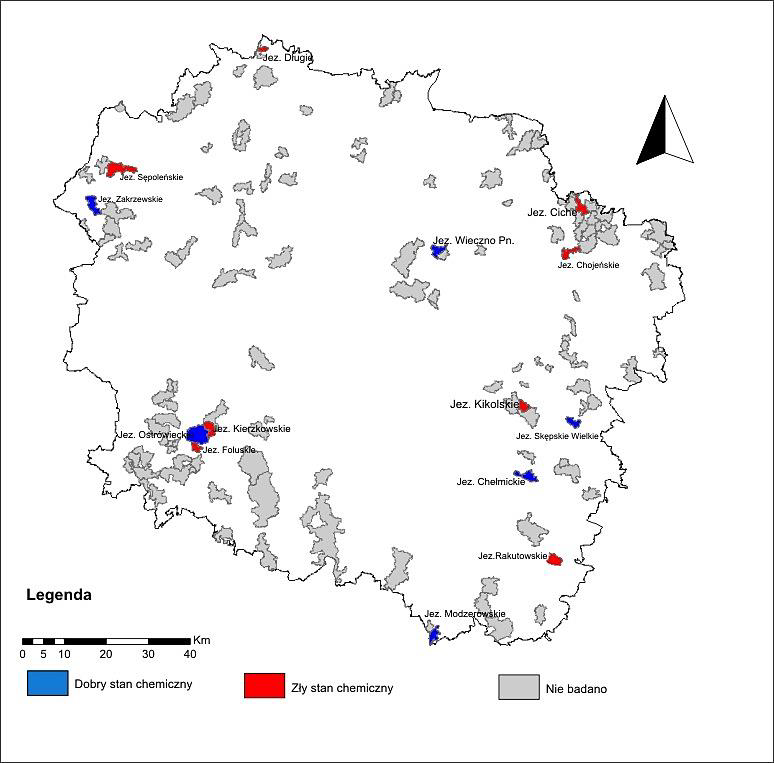 Jez. Długie
Jez. Sępoleńskie
Jez. Zakrzewskie
Jez. Ciche
Jez. Wieczno Pn.
Jez. Chojeńskie
Jez. Kikolskie
Jez. Kierzkowskie
Jez. Ostrowieckie
Jez. Skępskie Wielkie
Jez. Foluskie
Jez. Chełmickie
Jez.Rakutowskie
Legenda
Jez. Modzerowskie
Km
0 5 10 20 30 40
Dobry stan chemiczny
Zły stan chemiczny
Nie badano